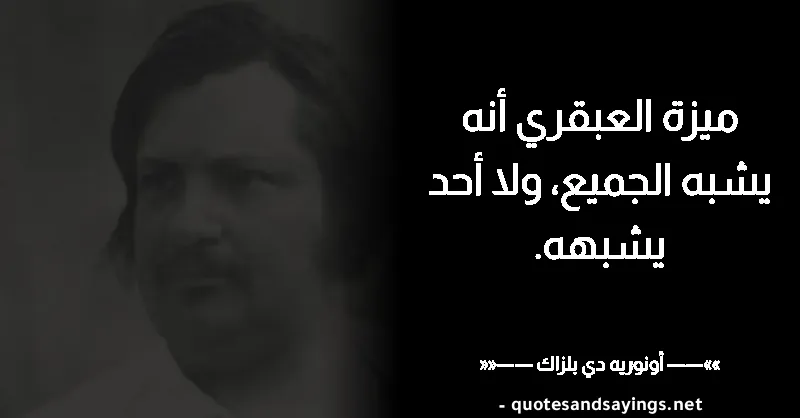 ميزة العبقري أنه
يشبه الجميع، ولا أحد
يشبهه.
»»—— أونوريه دي بلزاك ——««
- quotesandsayings.net